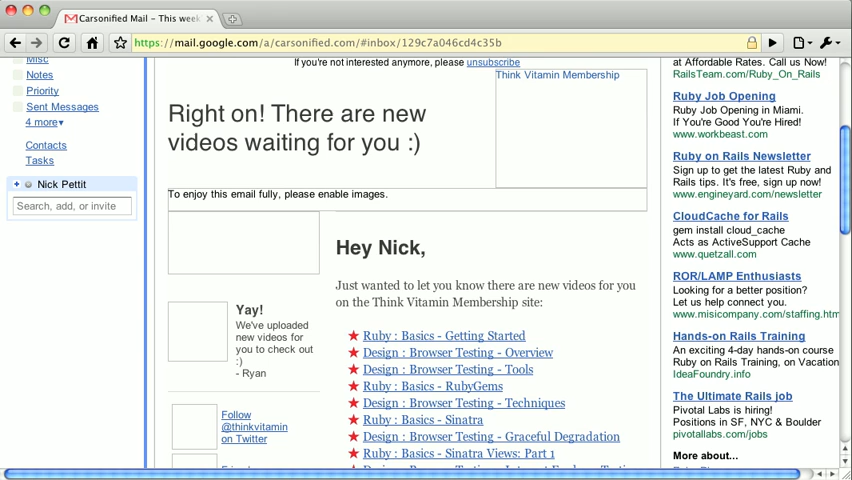 Carsonified Mail – This week
https://mail.google.com/a/carsonified.com/#inbox/129c7a046cd4c35b
Misc
Notes
Priority
Sent Messages
4 more▾
Contacts
Tasks
Nick Pettit
Search, add, or invite
If you're not interested anymore, please unsubscribe
Think Vitamin Membership
Right on! There are new
videos waiting for you :)
To enjoy this email fully, please enable images.
Hey Nick,
Just wanted to let you know there are new videos for you
on the Think Vitamin Membership site:
Yay!
We've uploaded
new videos for
you to check out
:)
- Ryan
Follow
@thinkvitamin
on Twitter
★ Ruby : Basics - Getting Started
★ Design : Browser Testing - Overview
★ Design : Browser Testing - Tools
★ Ruby : Basics - RubyGems
★ Design : Browser Testing - Techniques
★ Ruby : Basics - Sinatra
★ Design : Browser Testing - Graceful Degradation
★ Ruby : Basics - Sinatra Views: Part 1
at Affordable Rates. Call Us Now!
RailsTeam.com/Ruby_On_Rails
Ruby Job Opening
Ruby Job Opening in Miami.
If You're Good You're Hired!
www.workbeast.com
Ruby on Rails Newsletter
Sign up to get the latest Ruby and
Rails tips. It's free, sign up now!
www.engineyard.com/newsletter
CloudCache for Rails
gem install cloud_cache
Acts as ActiveSupport Cache
www.quetzall.com
ROR/LAMP Enthusiasts
Looking for a better position?
Let us help connect you.
www.misicompany.com/staffing.htm
Hands-on Rails Training
An exciting 4-day hands-on course
Ruby on Rails Training, on Vacation
IdeaFoundry.info
The Ultimate Rails job
Pivotal Labs is hiring!
Positions in SF, NYC & Boulder
pivotallabs.com/jobs
More about...